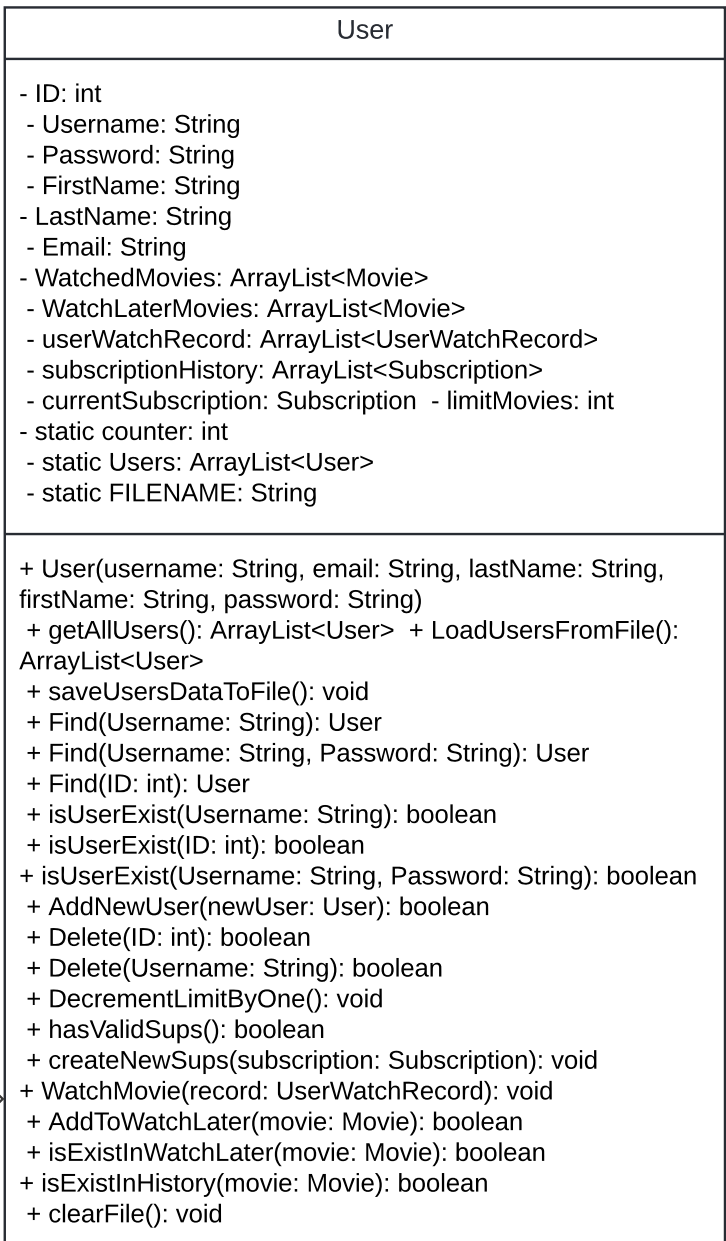 User
- ID: int
- Username: String
- Password: String
- FirstName: String
- LastName: String
- Email: String
- WatchedMovies: ArrayList<Movie>
- WatchLaterMovies: ArrayList<Movie>
- userWatchRecord: ArrayList<UserWatchRecord>
- subscriptionHistory: ArrayList<Subscription>
- currentSubscription: Subscription  - limitMovies: int
- static counter: int
- static Users: ArrayList<User>
- static FILENAME: String
+ User(username: String, email: String, lastName: String,
firstName: String, password: String)
+ getAllUsers(): ArrayList<User>  + LoadUsersFromFile():
ArrayList<User>
+ saveUsersDataToFile(): void
+ Find(Username: String): User
+ Find(Username: String, Password: String): User
+ Find(ID: int): User
+ isUserExist(Username: String): boolean
+ isUserExist(ID: int): boolean
+ isUserExist(Username: String, Password: String): boolean
+ AddNewUser(newUser: User): boolean
+ Delete(ID: int): boolean
+ Delete(Username: String): boolean
+ DecrementLimitByOne(): void
+ hasValidSups(): boolean
+ createNewSups(subscription: Subscription): void
+ WatchMovie(record: UserWatchRecord): void
+ AddToWatchLater(movie: Movie): boolean
+ isExistInWatchLater(movie: Movie): boolean
+ isExistInHistory(movie: Movie): boolean
+ clearFile(): void